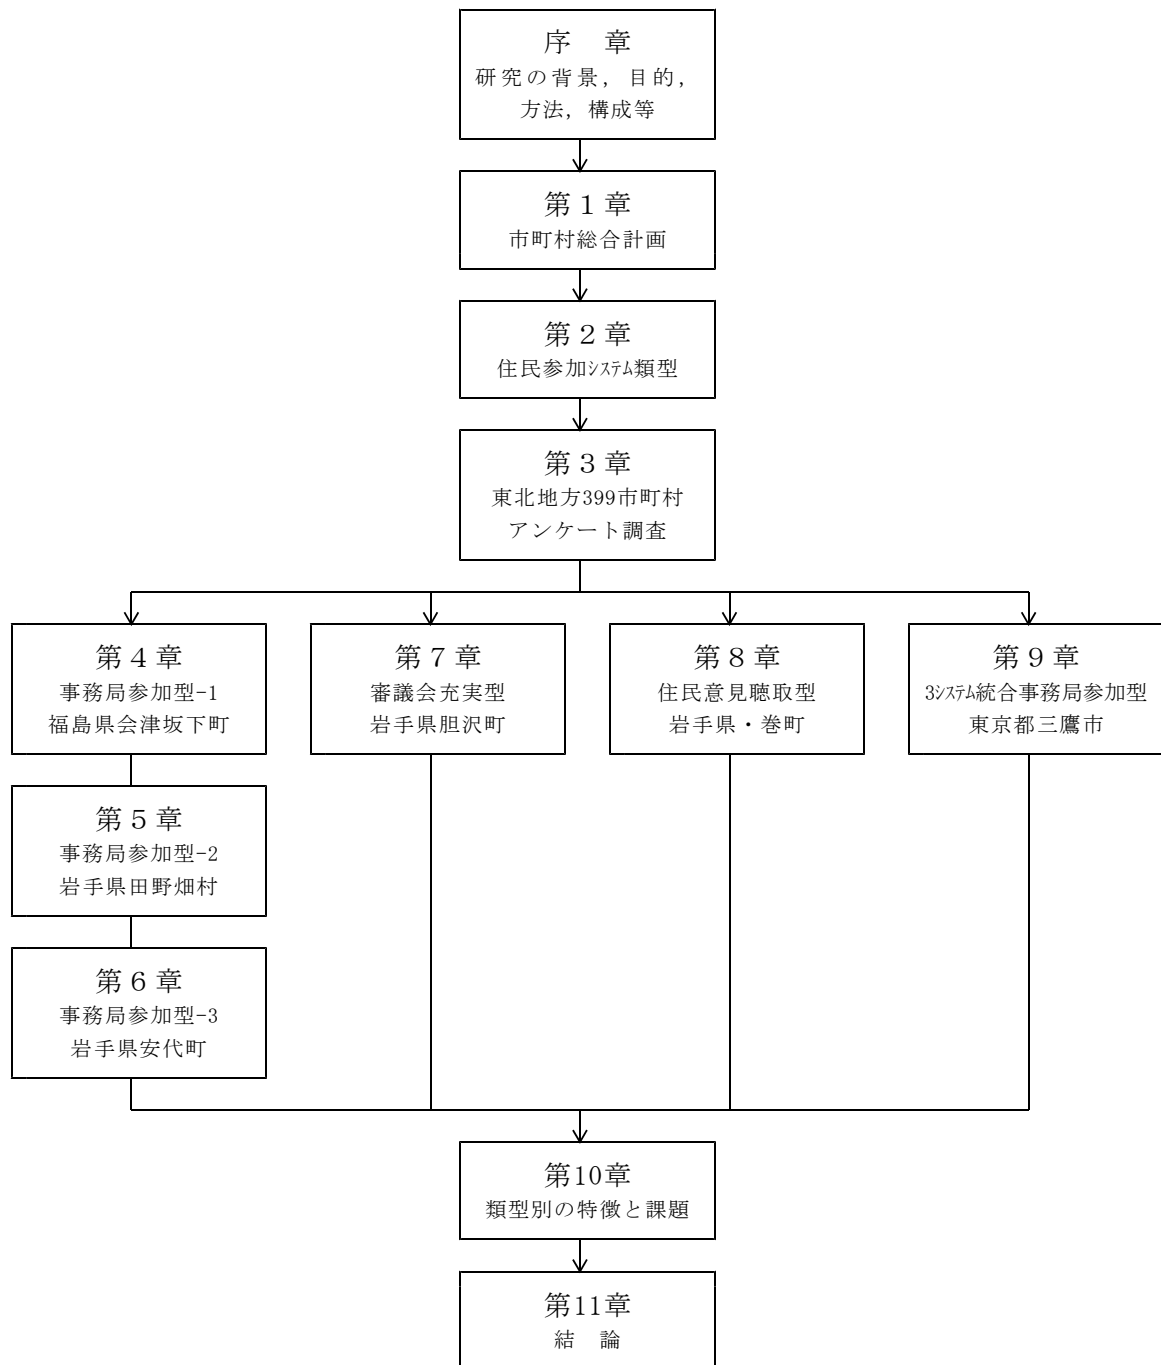 序　章
研究の背景，目的，
方法，構成等
第１章
市町村総合計画
第２章
住民参加ｼｽﾃﾑ類型
第３章
東北地方399市町村
アンケート調査
第４章
事務局参加型-1
福島県会津坂下町
第５章
事務局参加型-2
岩手県田野畑村
第６章
事務局参加型-3
岩手県安代町
第７章
審議会充実型
岩手県胆沢町
第８章
住民意見聴取型
岩手県・巻町
第９章
3ｼｽﾃﾑ統合事務局参加型
東京都三鷹市
第10章
類型別の特徴と課題
第11章
結　論